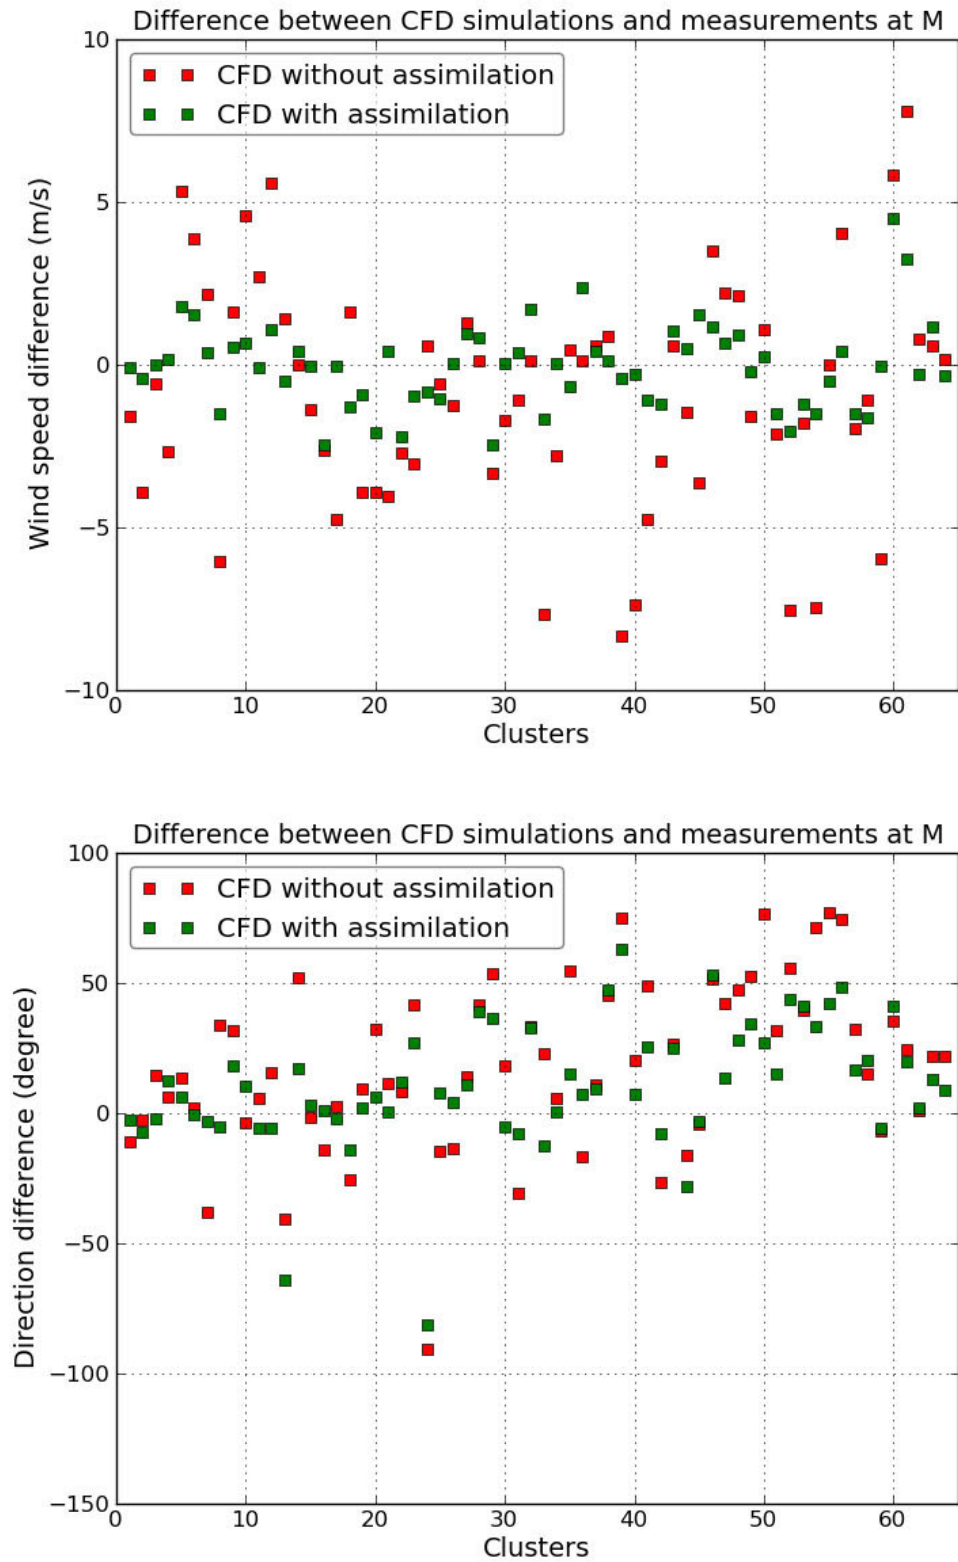 Difference between CFD simulations and measurements at M
10
CFD without assimilation
CFD with assimilation
5
0
−5
−10
Wind speed difference (m/s)
0 10 20 30 40 50 60
Clusters
Difference between CFD simulations and measurements at M
100
CFD without assimilation
CFD with assimilation
50
0
−50
−100
−150
Direction difference (degree)
0 10 20 30 40 50 60
Clusters